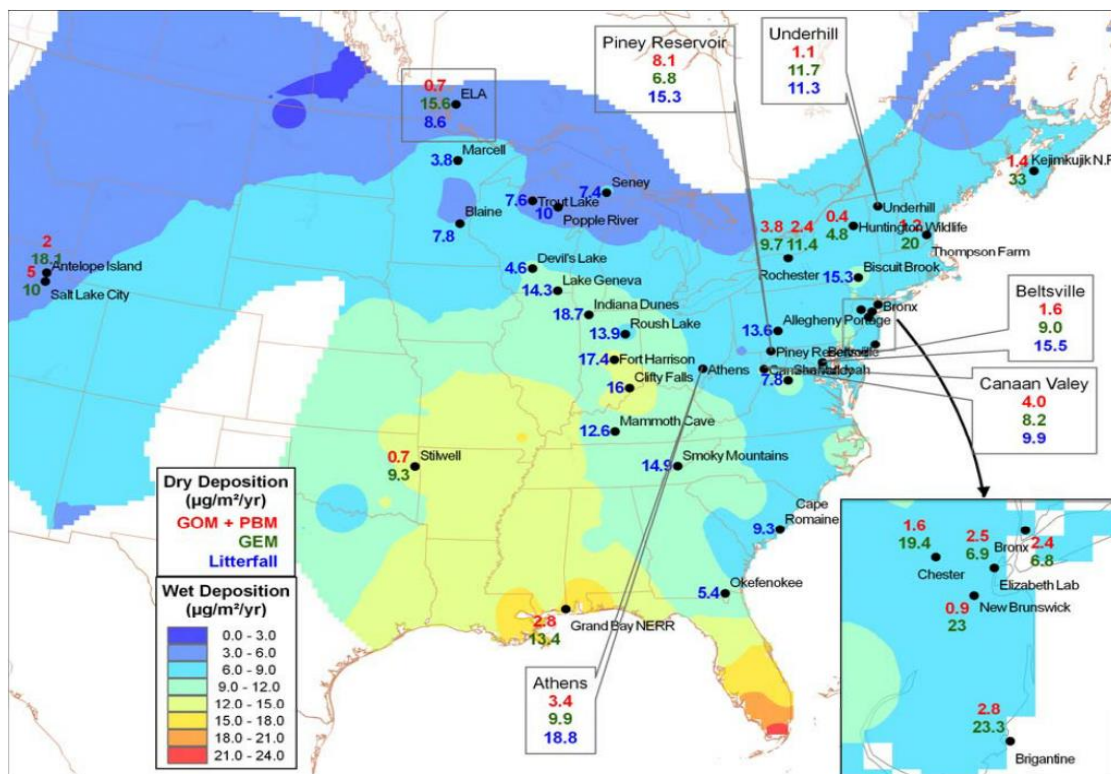 Piney Reservoir
8.1
6.8
15.3
Underhill
1.1
11.7
11.3
0.7
ELA
15.6
8.6
Marcell
3.8
Seney
7.4
7.6
Trout Lake
10
Popple River
Blaine
7.8
1.4
Kejimkujik N.P
33
Underhill
0.4
Huntington Wildlife
4.8
3.8 2.4
9.7 11.4
Rochester
1.2
20
Thompson Farm
2
18.1
Antelope Island
5
10
Salt Lake City
Devil's Lake
4.6
Lake Geneva
14.3
Indiana Dunes
18.7
Roush Lake
13.9
17.4
Fort Harrison
Clifty Falls
16
Biscuit Brook
15.3
Bronx
Allegheny Portage
13.6
Piney Reservoir
Beltsville
Canaan Valley
Shenandoah
7.8
Athens
Beltsville
1.6
9.0
15.5
Canaan Valey
4.0
8.2
9.9
Mammoth Cave
12.6
0.7
Stilwell
9.3
14.9
Smoky Mountains
Cape
Romaine
9.3
Okefenokee
5.4
2.8
Grand Bay NERR
13.4
Athens
3.4
9.9
18.8
Dry Deposition
(µg/m²/yr)
GOM + PBM
GEM
Litterfall
Wet Deposition
(µg/m²/yr)
0.0 - 3.0
3.0 - 6.0
6.0 - 9.0
9.0 - 12.0
12.0 - 15.0
15.0 - 18.0
18.0 - 21.0
21.0 - 24.0
1.6
19.4
Chester
2.5
6.9
Bronx
2.4
6.8
Elizabeth Lab
New Brunswick
0.9
23
2.8
23.3
Brigantine